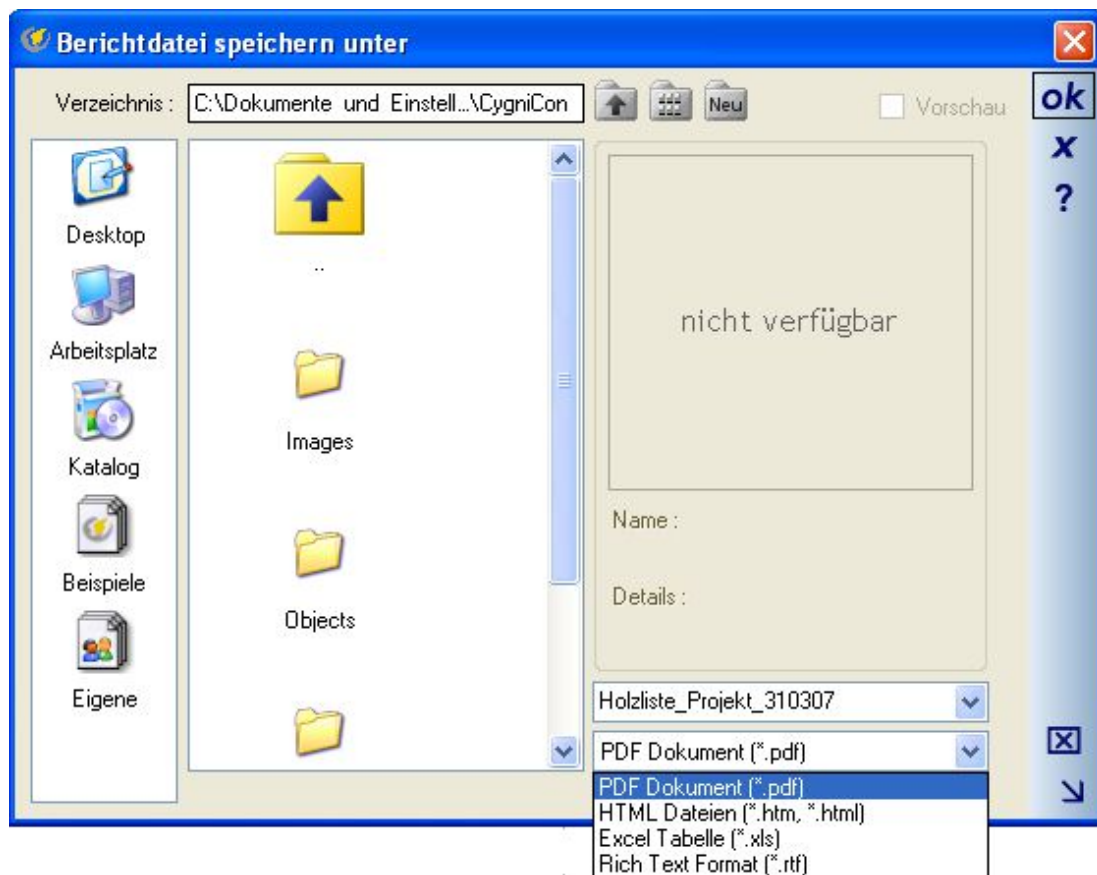 Berichtdatei speichern unter
Verzeichnis :
C:\Dokumente und Einstell...\CygniCon
Neu
Vorschau
ok
x
?
Desktop
Arbeitsplatz
Katalog
Beispiele
Eigene
..
Images
Objects
nicht verfügbar
Name :
Details :
Holzliste_Projekt_310307
PDF Dokument (*.pdf)
PDF Dokument (*.pdf)
HTML Dateien (*.htm, *.html)
Excel Tabelle (*.xls)
Rich Text Format (*.rtf)